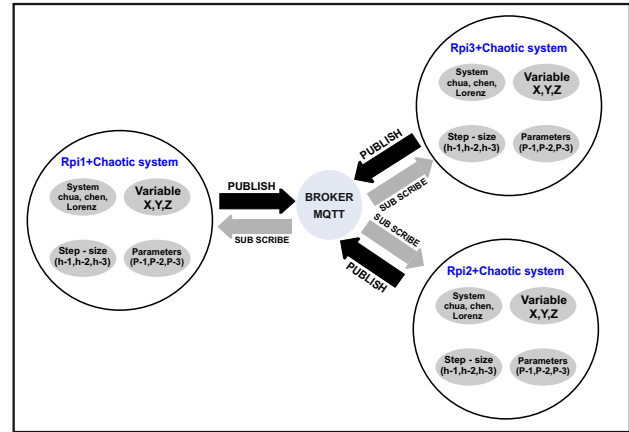 Rpi1+Chaotic system
System
chua, chen,
Lorenz
Variable
X,Y,Z
Step - size
(h-1,h-2,h-3)
Parameters
(P-1,P-2,P-3)
PUBLISH
SUB SCRIBE
BROKER
MQTT
PUBLISH
SUB SCRIBE
SUB SCRIBE
PUBLISH
Rpi3+Chaotic system
System
chua, chen,
Lorenz
Variable
X,Y,Z
Step - size
(h-1,h-2,h-3)
Parameters
(P-1,P-2,P-3)
Rpi2+Chaotic system
System
chua, chen,
Lorenz
Variable
X,Y,Z
Step - size
(h-1,h-2,h-3)
Parameters
(P-1,P-2,P-3)